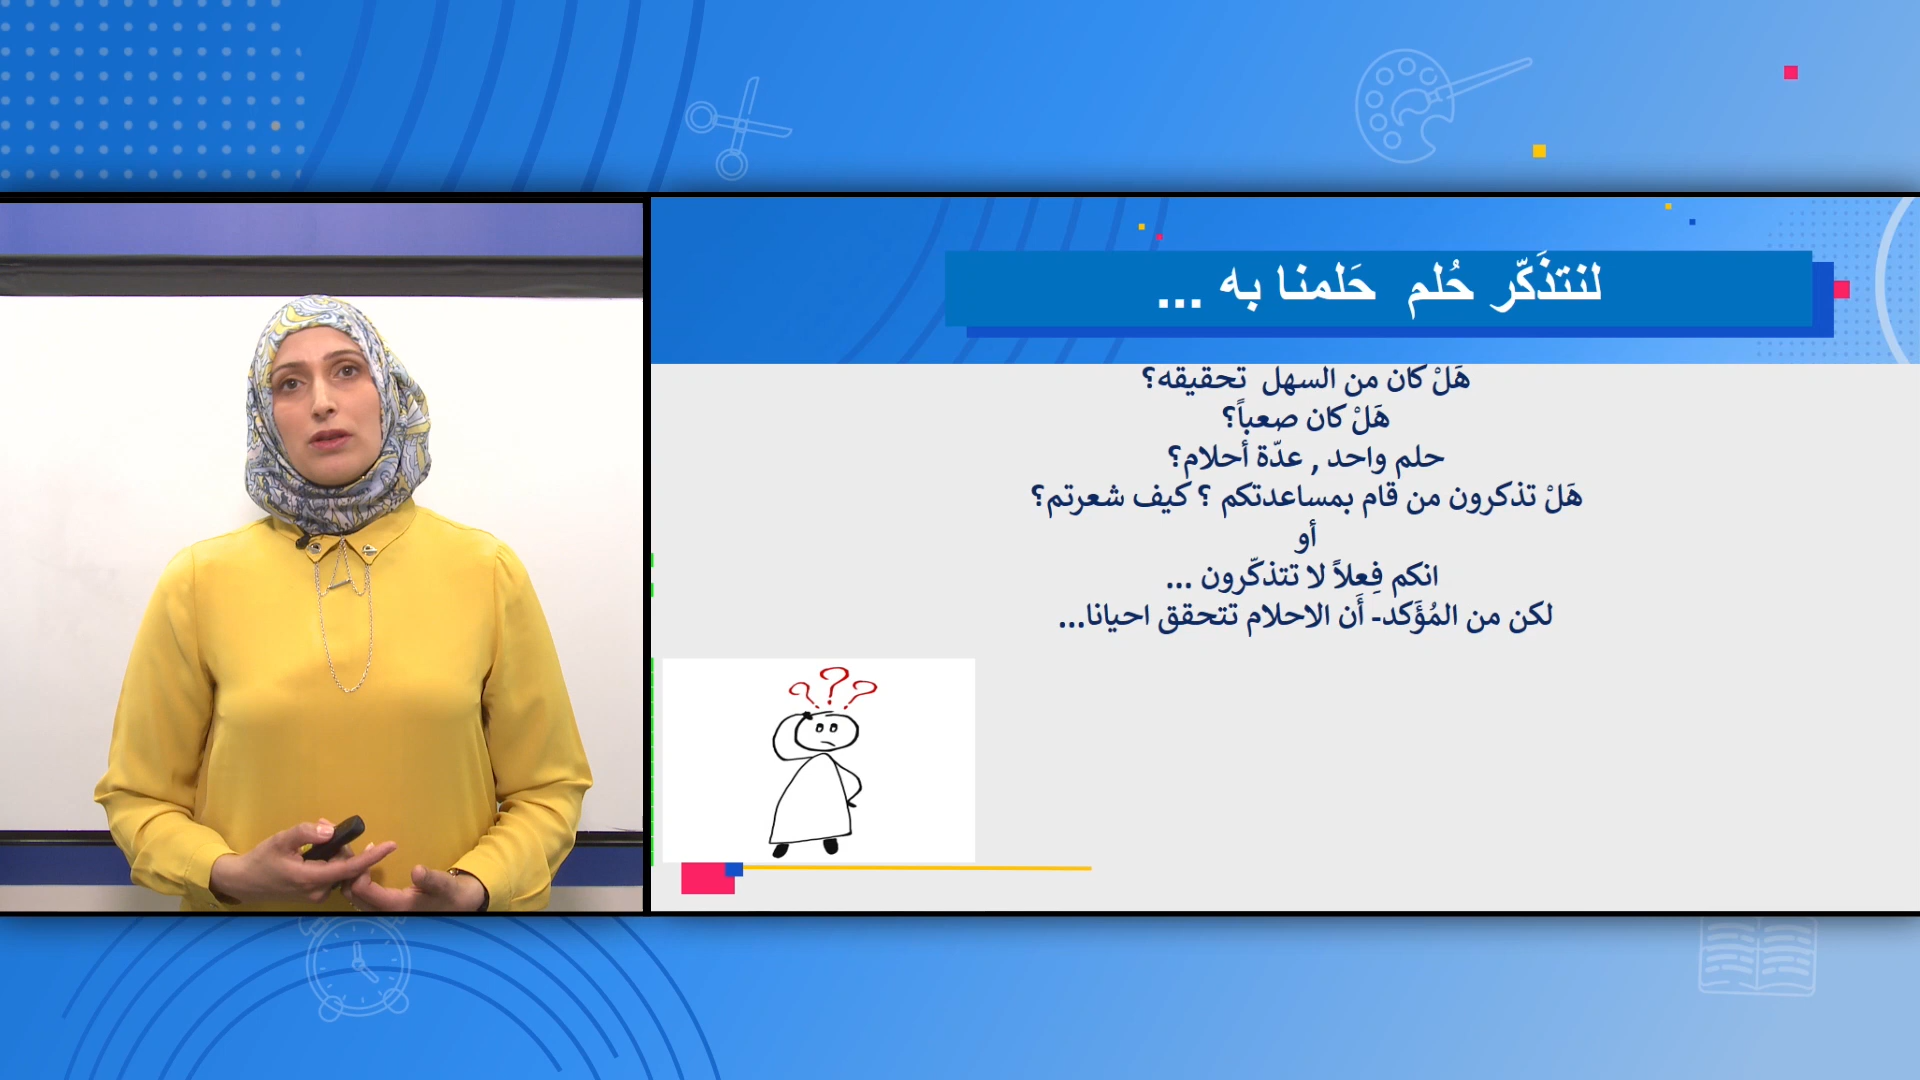 لنتذَكّر حُلم حَلمنا به ...
هَلْ كان من السهل تحقيقه؟
هَلْ كان صعباً؟
حلم واحد , عدّة أحلام؟
هَلْ تذكرون من قام بمساعدتكم ؟ كيف شعرتم؟
أو
انكم فِعلاً لا تتذكّرون ...
لكن من المُؤَكد- أَن الاحلام تتحقق احيانا...